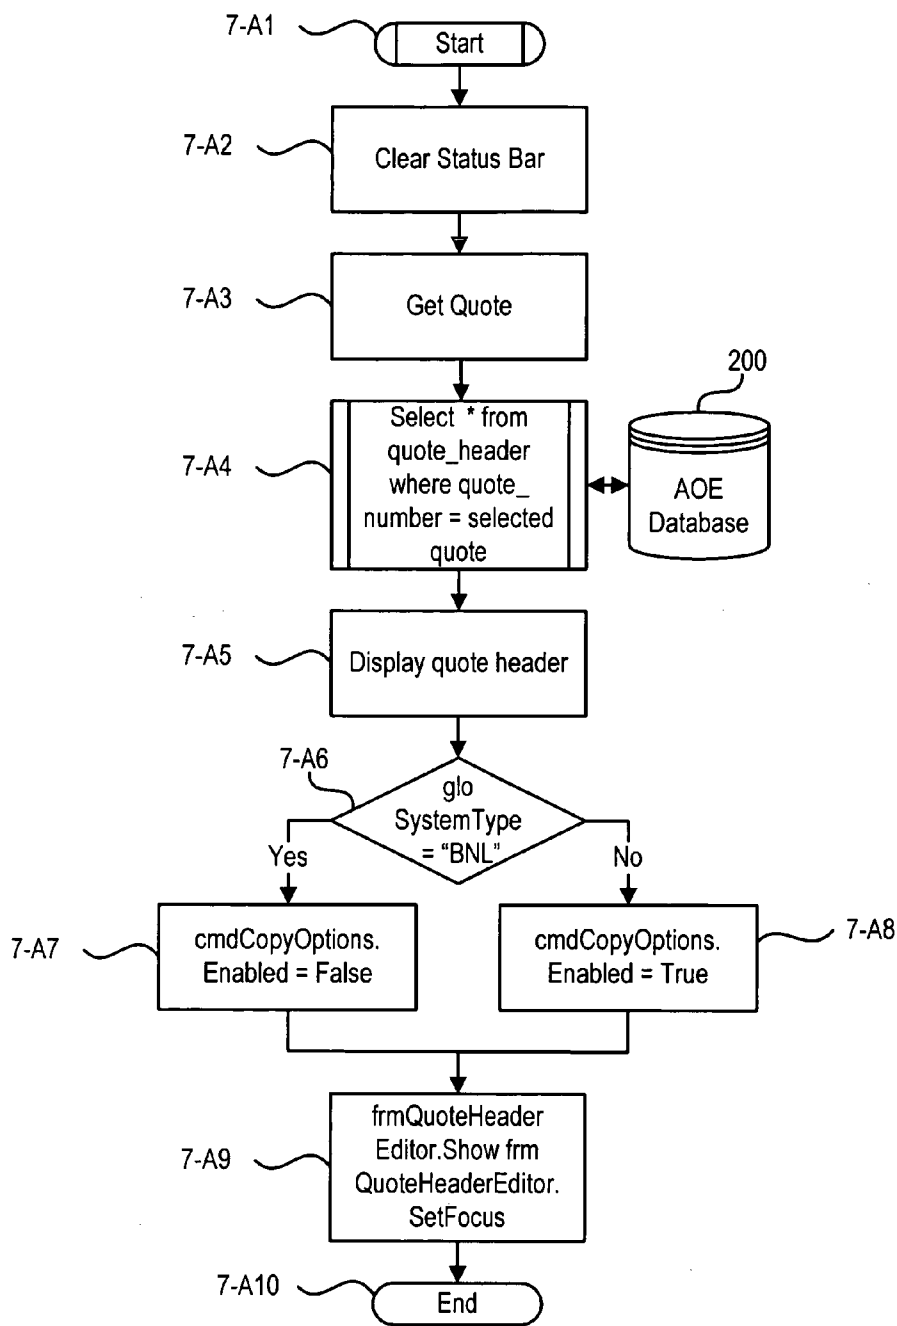 7-A1
Start
7-A2
Clear Status Bar
7-A3
Get Quote
200
7-A4
Select * from
quote_header
where quote_
number = selected
quote
AOE
Database
7-A5
Display quote header
7-A6
glo
SystemType
= “BNL”
Yes
No
7-A7
cmdCopyOptions.
Enabled = False
cmdCopyOptions.
Enabled = True
7-A8
7-A9
frmQuoteHeader
Editor.Show frm
QuoteHeaderEditor.
SetFocus
7-A10
End